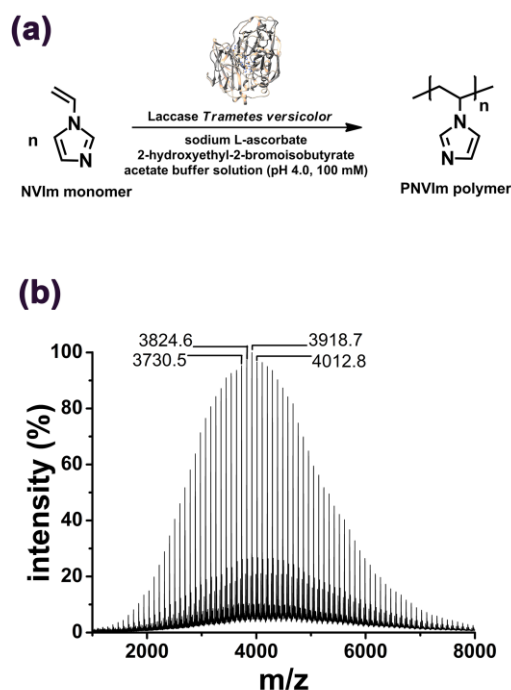 (a)
Laccase Trametes versicolor
sodium L-ascorbate
2-hydroxyethyl-2-bromoisobutyrate
acetate buffer solution (pH 4.0, 100 mM)
n
N
N
NVIm monomer
n
N
N
PNVIm polymer
(b)
3824.6 3918.7
3730.5 4012.8
100
80
60
40
20
0
intensity (%)
2000 4000 6000 8000
m/z